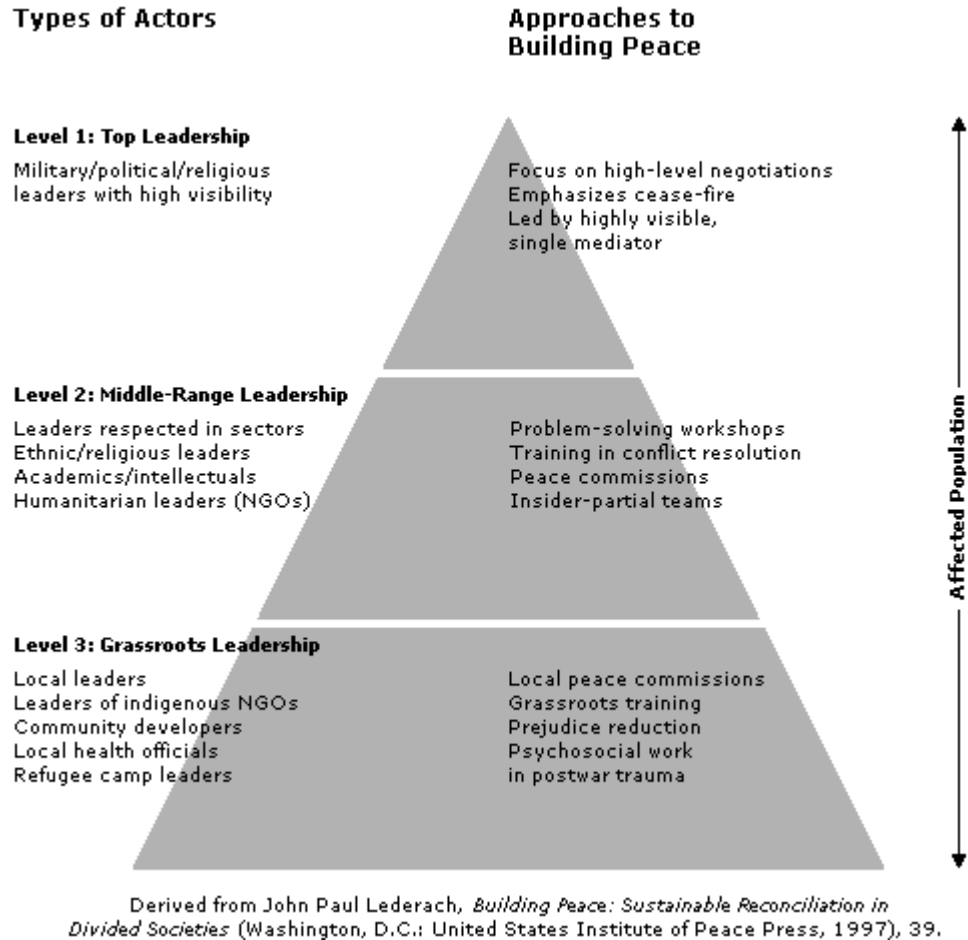 Types of Actors
Approaches to
Building Peace
Level 1: Top Leadership
Military/political/religious
leaders with high visibility
Focus on high-level negotiations
Emphasizes cease-fire
Led by highly visible,
single mediator
Level 2: Middle-Range Leadership
Leaders respected in sectors
Ethnic/religious leaders
Academics/intellectuals
Humanitarian leaders (NGOs)
Problem-solving workshops
Training in conflict resolution
Peace commissions
Insider-partial teams
Level 3: Grassroots Leadership
Local leaders
Leaders of indigenous NGOs
Community developers
Local health officials
Refugee camp leaders
Local peace commissions
Grassroots training
Prejudice reduction
Psychosocial work
in postwar trauma
Affected Population
Derived from John Paul Lederach, Building Peace: Sustainable Reconciliation in
Divided Societies (Washington, D.C.: United States Institute of Peace Press, 1997), 39.